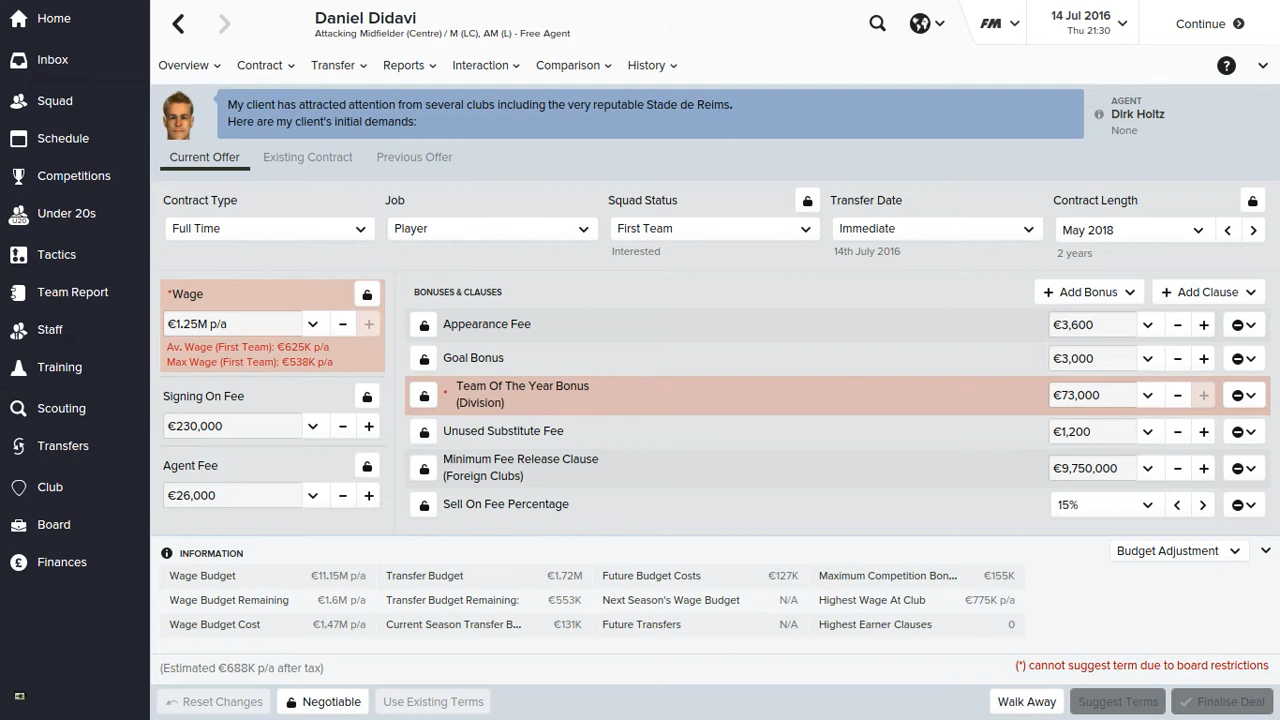 Home
Inbox
Squad
Schedule
Competitions
Under 20s
Tactics
Team Report
Staff
Training
Scouting
Transfers
Club
Board
Finances
Daniel Didavi
Attacking Midfielder (Centre) / M (LC), AM (L) - Free Agent
FM
14 Jul 2016
Thu 21:30
Continue
Overview Contract Transfer Reports Interaction Comparison History
?
My client has attracted attention from several clubs including the very reputable Stade de Reims.
Here are my client's initial demands:
AGENT
Dirk Holtz
None
Current Offer Existing Contract Previous Offer
Contract Type Job Squad Status Transfer Date Contract Length
Full Time Player First Team Immediate May 2018
Interested 14th July 2016 2 years
*Wage
€1.25M p/a
Av. Wage (First Team): €625K p/a
Max Wage (First Team): €538K p/a
Signing On Fee
€230,000
Agent Fee
€26,000
BONUSES & CLAUSES Add Bonus Add Clause
Appearance Fee €3,600
Goal Bonus €3,000
* Team Of The Year Bonus
(Division) €73,000
Unused Substitute Fee €1,200
Minimum Fee Release Clause
(Foreign Clubs) €9,750,000
Sell On Fee Percentage 15%
INFORMATION Budget Adjustment
Wage Budget €11.15M p/a Transfer Budget €1.72M Future Budget Costs €127K Maximum Competition Bon... €155K
Wage Budget Remaining €1.6M p/a Transfer Budget Remaining: €553K Next Season's Wage Budget N/A Highest Wage At Club €775K p/a
Wage Budget Cost €1.47M p/a Current Season Transfer B... €131K Future Transfers N/A Highest Earner Clauses 0
(Estimated €688K p/a after tax) (*) cannot suggest term due to board restrictions
Reset Changes Negotiable Use Existing Terms Walk Away Suggest Terms Finalise Deal